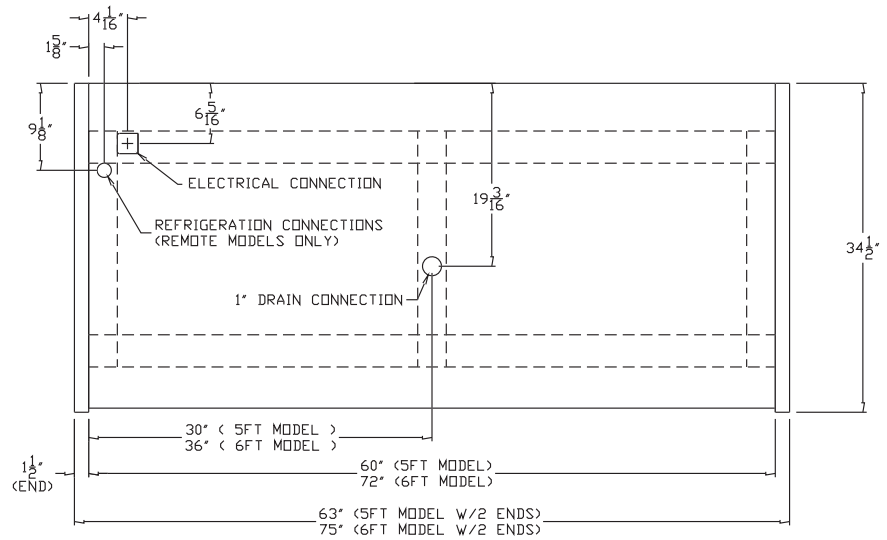 4 1/16"
1 5/8"
9 1/8"
6 5/16"
ELECTRICAL CONNECTION
19 3/16"
REFRIGERATION CONNECTIONS
(REMOTE MODELS ONLY)
34 1/2"
1" DRAIN CONNECTION
30" ( 5FT MODEL )
36" ( 6FT MODEL )
1 1/2"
(END)
60" (5FT MODEL)
72" (6FT MODEL)
63" (5FT MODEL W/2 ENDS)
75" (6FT MODEL W/2 ENDS)